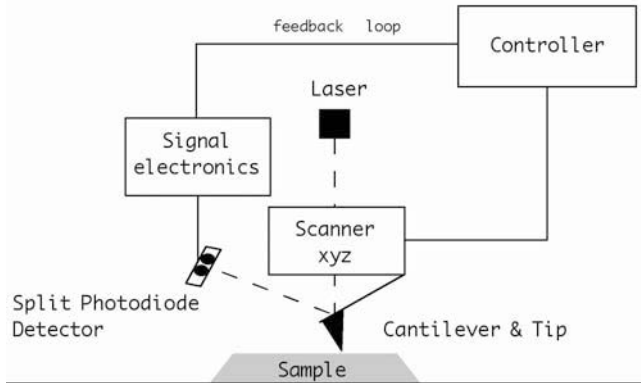 feedback loop
Controller
Laser
Signal
electronics
Scanner
xyz
Split Photodiode
Detector
Cantilever & Tip
Sample